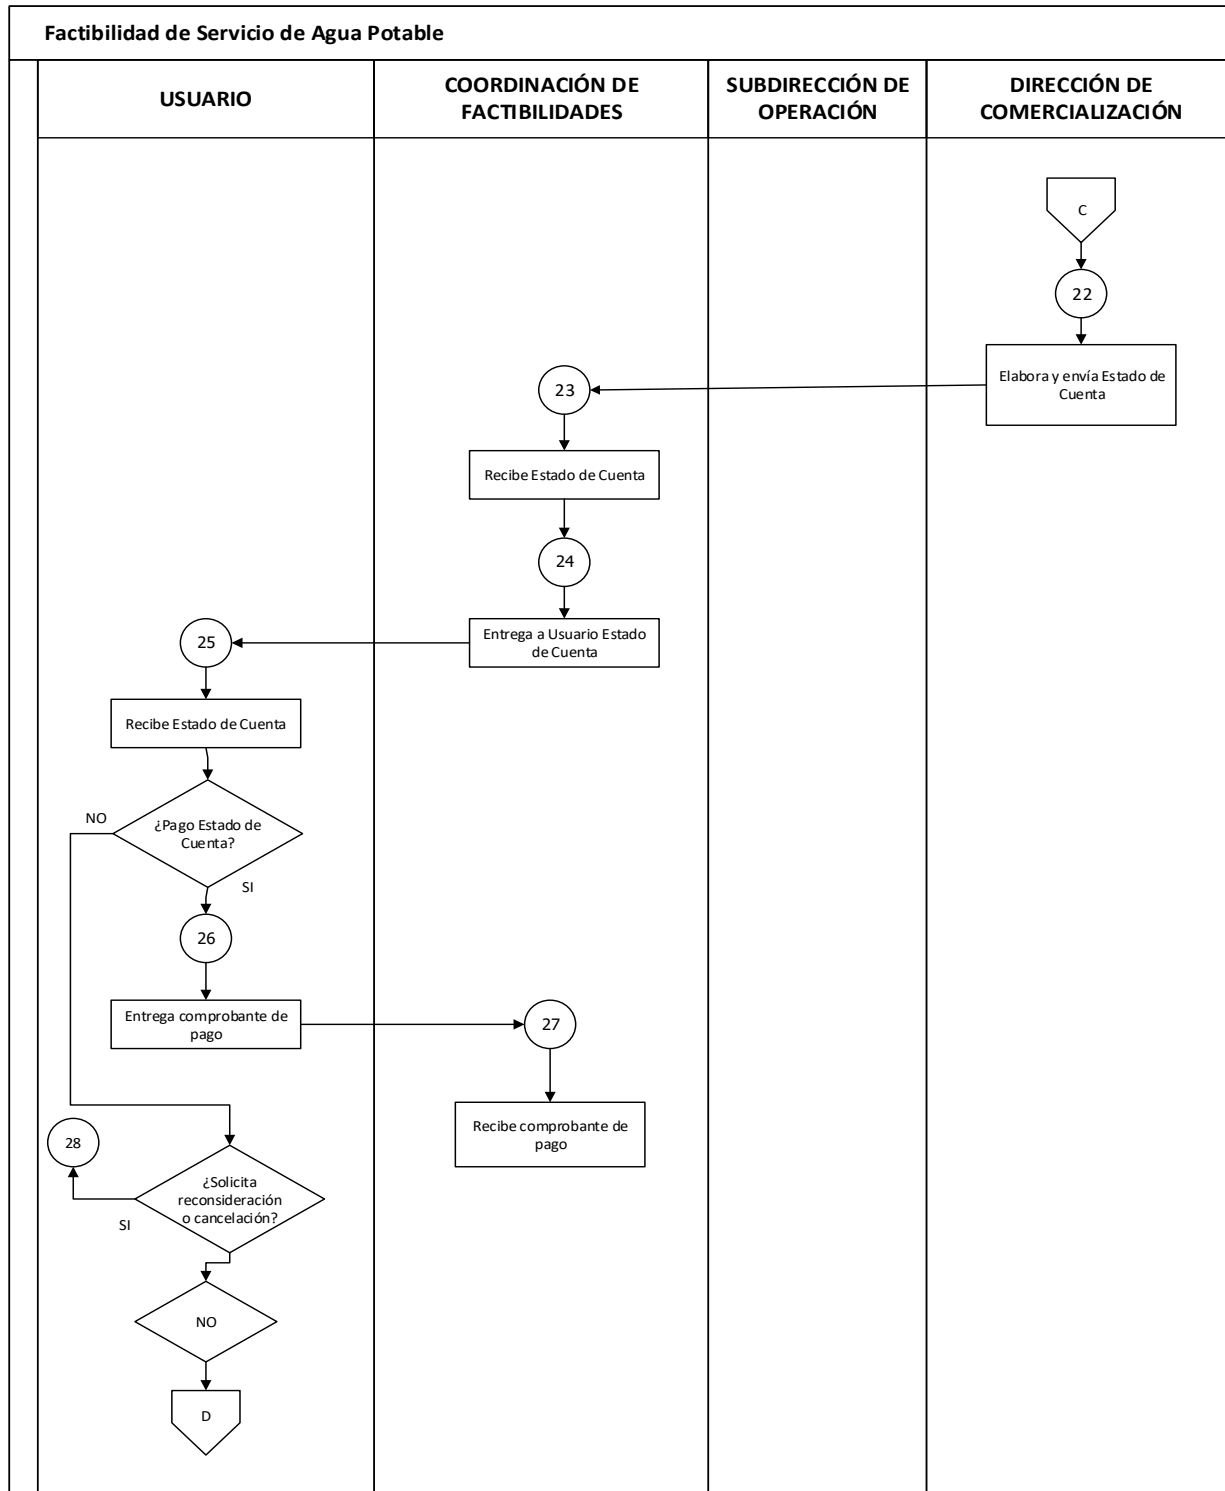 Factibilidad de Servicio de Agua Potable
USUARIO
COORDINACIÓN DE
FACTIBILIDADES
SUBDIRECCIÓN DE
OPERACIÓN
DIRECCIÓN DE
COMERCIALIZACIÓN
C
22
Elabora y envía Estado de
Cuenta
23
Recibe Estado de Cuenta
24
Entrega a Usuario Estado
de Cuenta
25
Recibe Estado de Cuenta
NO
¿Pago Estado de
Cuenta?
SI
26
Entrega comprobante de
pago
27
Recibe comprobante de
pago
28
¿Solicita
reconsideración
o cancelación?
SI
NO
D